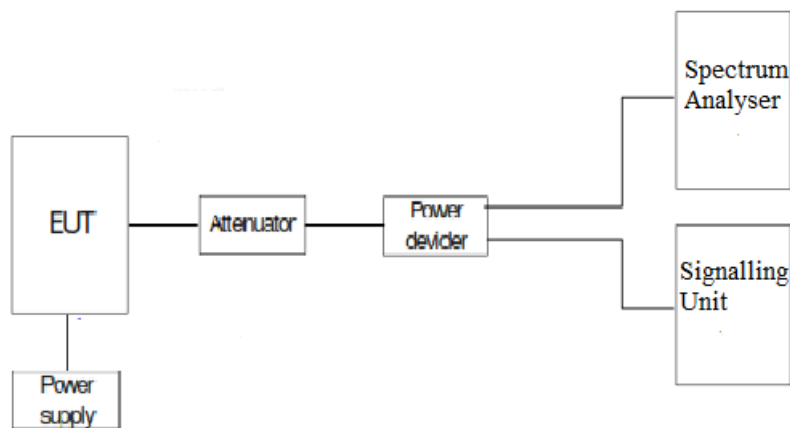 Spectrum
Analyser
EUT
Attenuator
Power
devider
Signalling
Unit
Power
supply